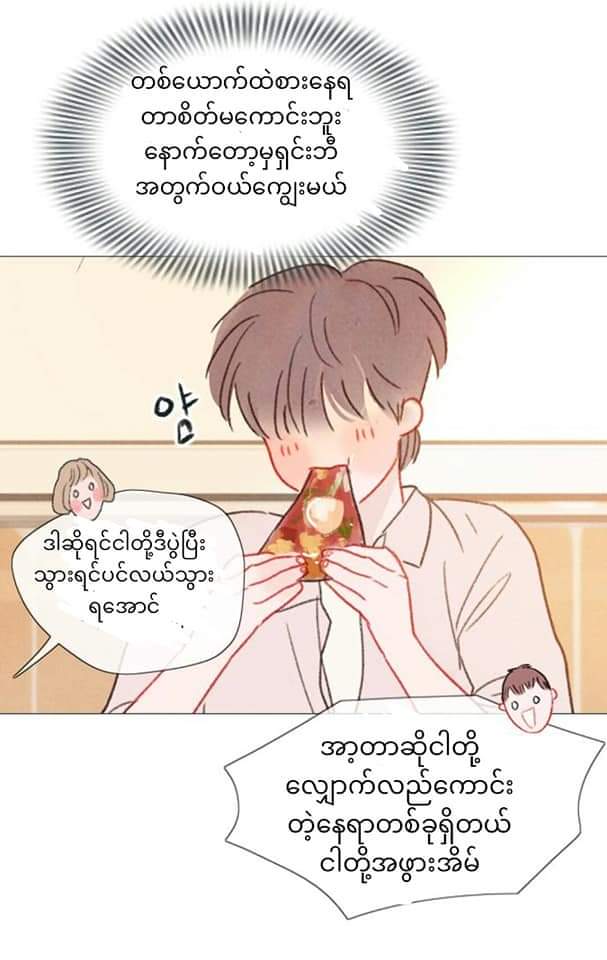 တစ်ယောက်ထဲစားနေရ
တာစိတ်မကောင်းဘူး
နောက်တော့မှရှင်းဘီ
အတွက်ဝယ်ကျွေးမယ်
얌
ဒါဆိုရင်ငါတို့ဒီပွဲပြီး
သွားရင်ပင်လယ်သွား
ရအောင်
အာ့တာဆိုငါတို့
လျှောက်လည်ကောင်း
တဲ့နေရာတစ်ခုရှိတယ်
ငါတို့အဖွားအိမ်